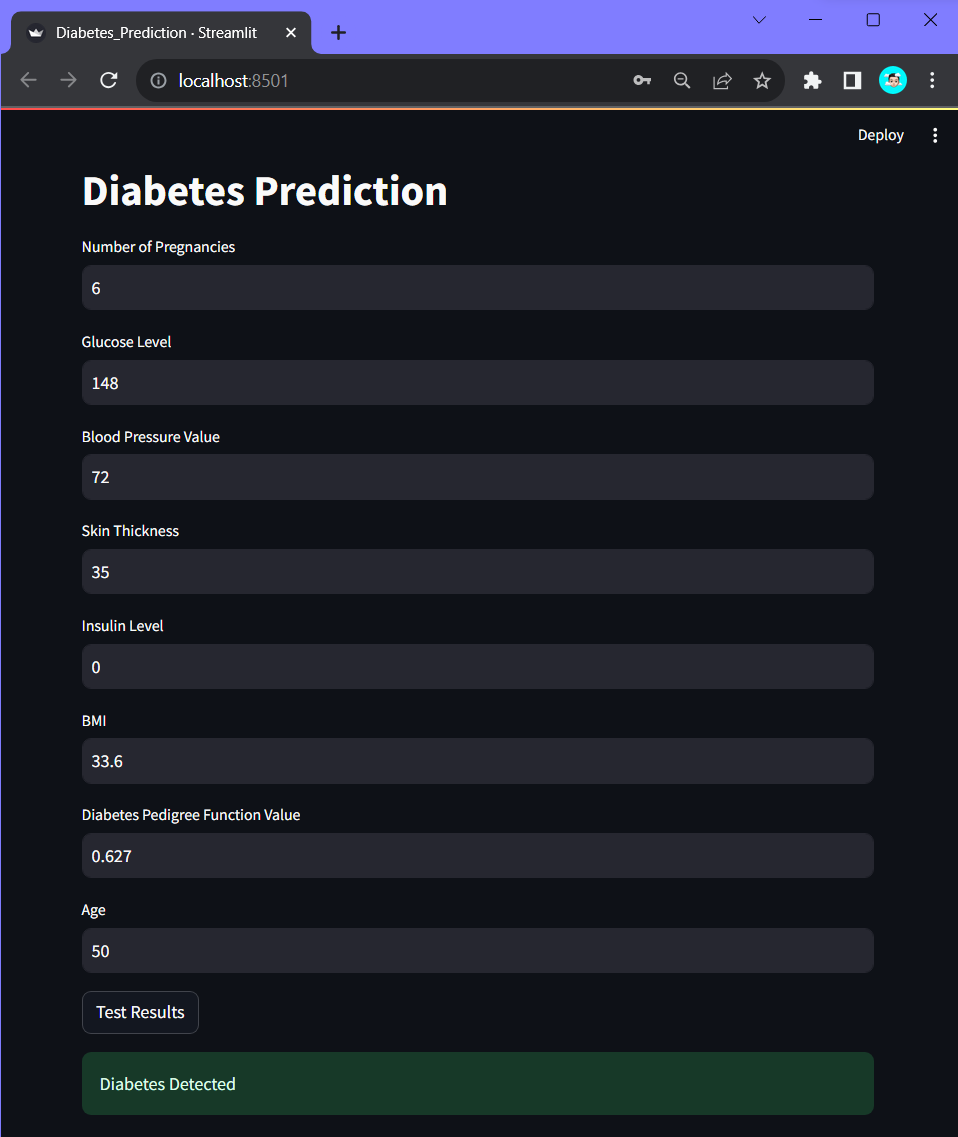 Diabetes_Prediction · Streamlit
localhost:8501
Deploy
Diabetes Prediction
Number of Pregnancies
6
Glucose Level
148
Blood Pressure Value
72
Skin Thickness
35
Insulin Level
0
BMI
33.6
Diabetes Pedigree Function Value
0.627
Age
50
Test Results
Diabetes Detected